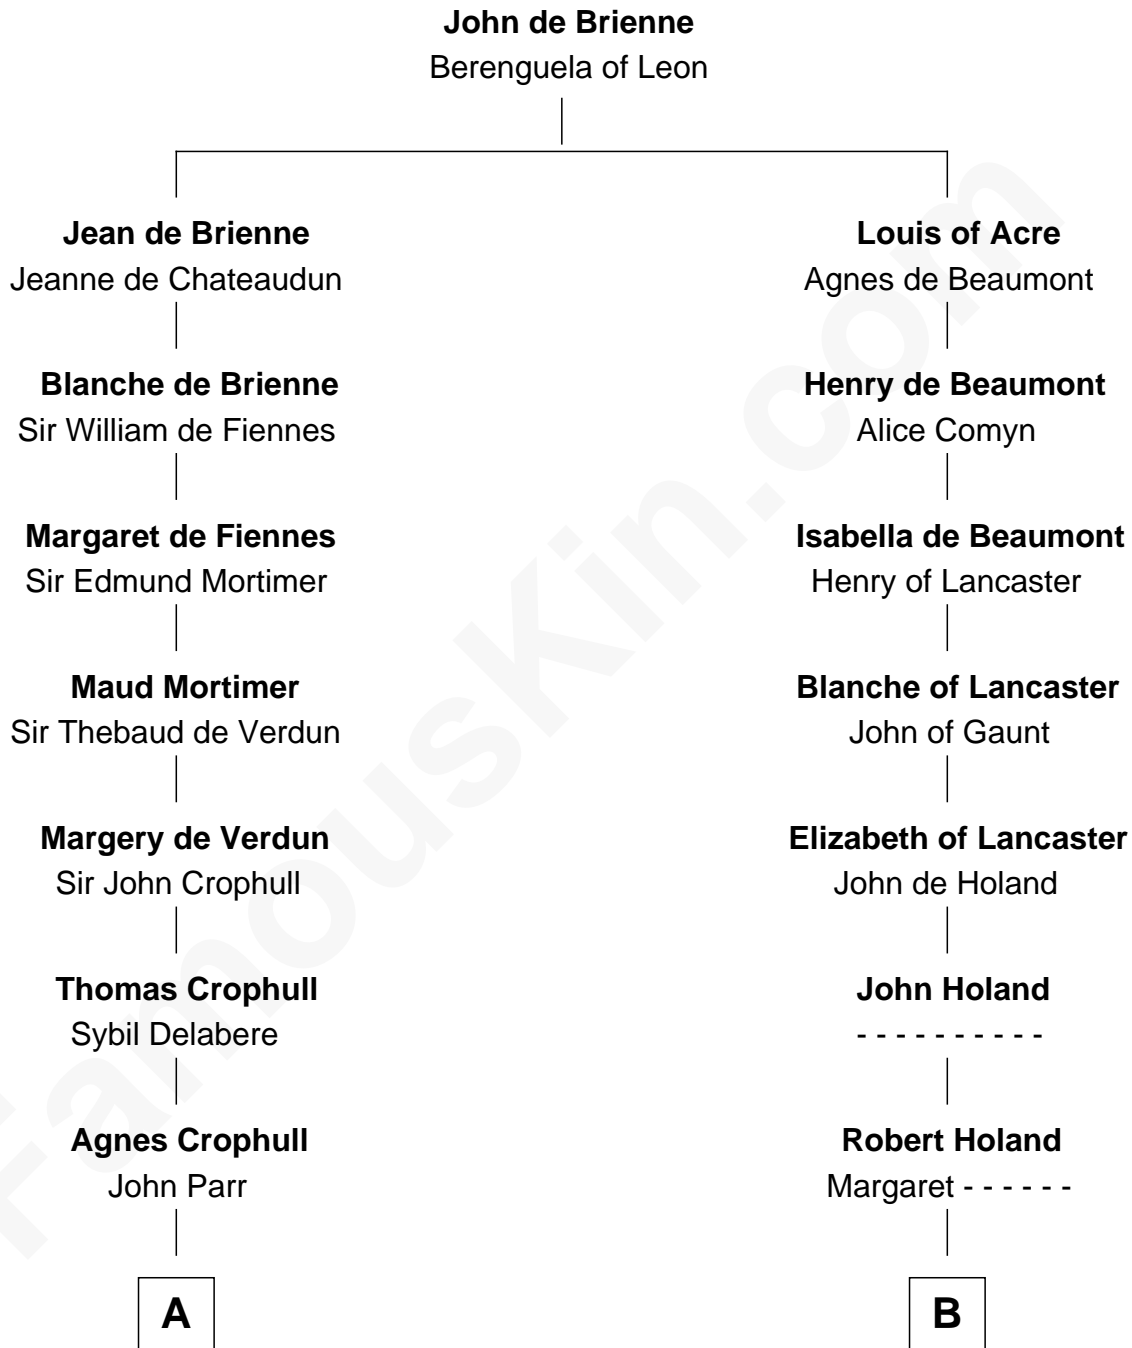 John de Brienne
Berenguela of Leon
Jean de Brienne
Jeanne de Chateaudun
Louis of Acre
Agnes de Beaumont
Blanche de Brienne
Sir William de Fiennes
Henry de Beaumont
Alice Comyn
Margaret de Fiennes
Sir Edmund Mortimer
Isabella de Beaumont
Henry of Lancaster
Maud Mortimer
Sir Thebaud de Verdun
Blanche of Lancaster
John of Gaunt
Margery de Verdun
Sir John Crophull
Elizabeth of Lancaster
John de Holand
Thomas Crophull
Sybil Delabere
John Holand
- - - - - - - - - -
Agnes Crophull
John Parr
Robert Holand
Margaret - - - - - -
A
B
FamousKin.com